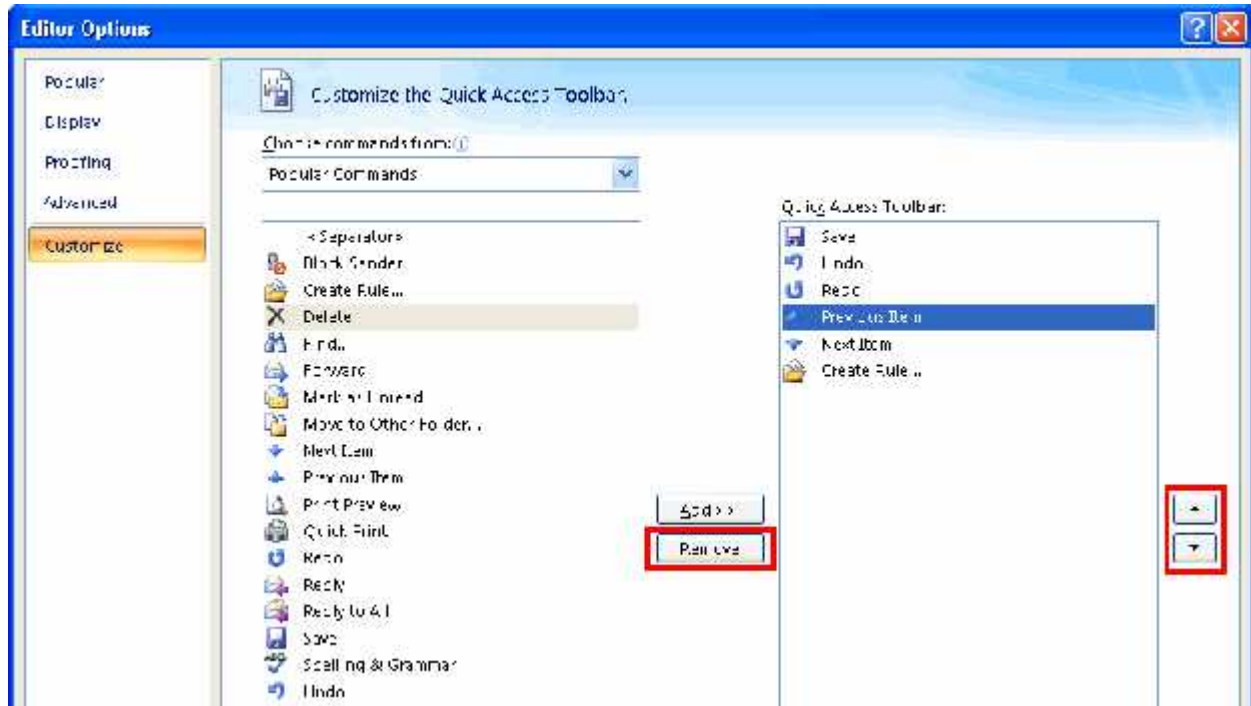 Editor Options
Popular
Display
Proofing
Advanced
Customize
Customize the Quick Access Toolbar.
Choose commands from:
Popular Commands
<Separator>
Block Sender
Create Rule...
Delete
Find...
Forward
Mark as Unread
Move to Other Folder...
Next Item
Previous Item
Print Preview
Quick Print
Redo
Reply
Reply to All
Save
Spelling & Grammar
Undo
Add >>
Remove
Quick Access Toolbar:
Save
Undo
Redo
Previous Item
Next Item
Create Rule...